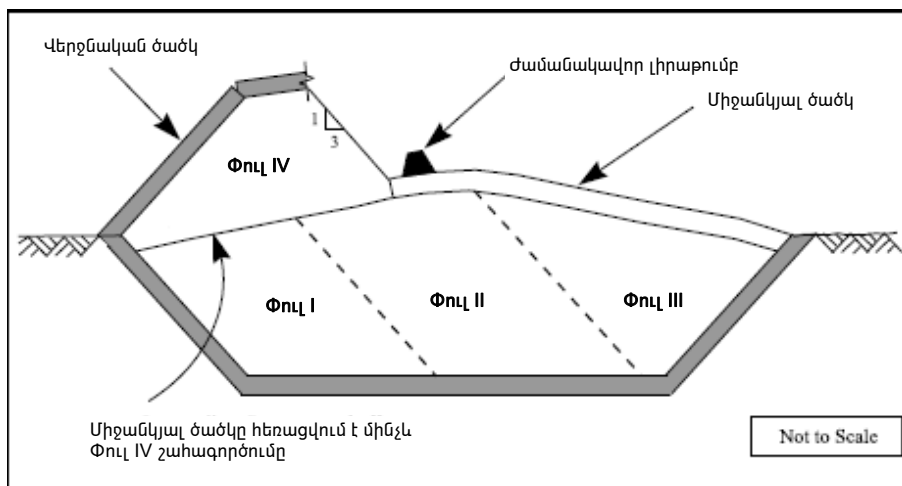 Վերջնական ծածկ
Ժամանակավոր լիրաթումբ
Միջանկյալ ծածկ
1
3
Փուլ IV
Փուլ I
Փուլ II
Փուլ III
Միջանկյալ ծածկը հեռացվում է մինչև
Փուլ IV շահագործումը
Not to Scale